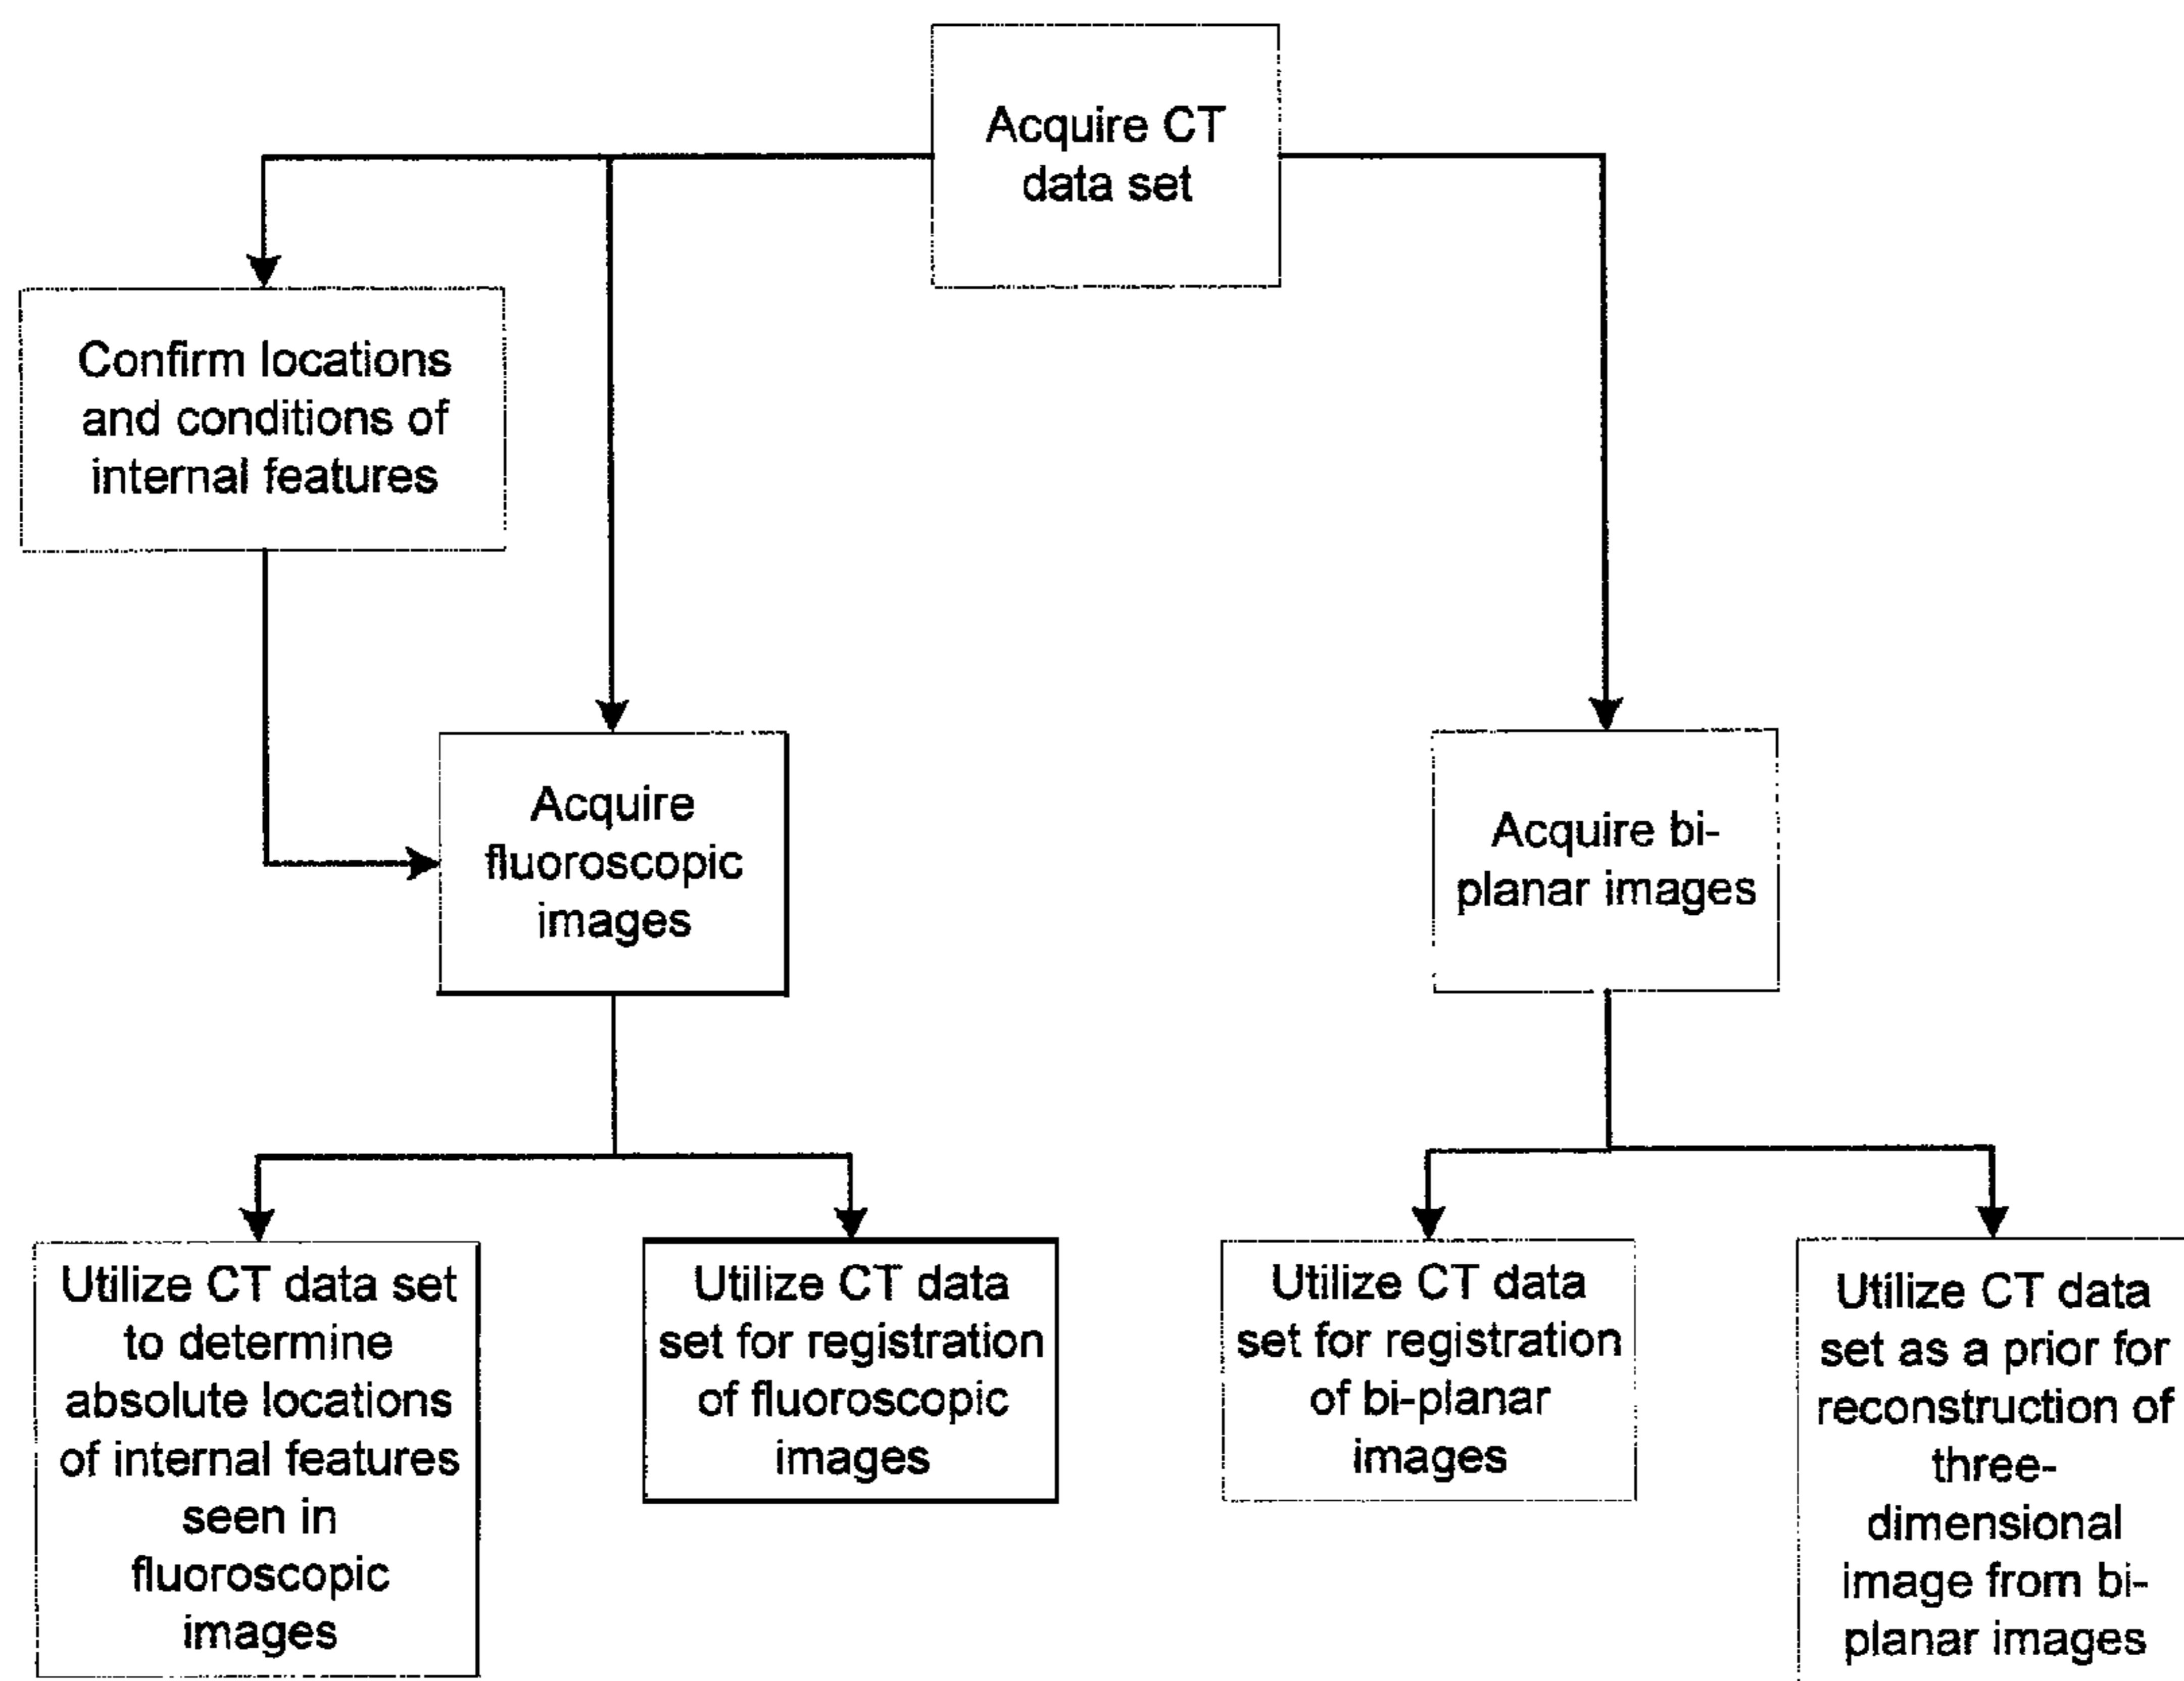 Acquire CT
data set
Confirm locations
and conditions of
internal features
Acquire
fluoroscopic
images
Acquire bi-
planar images
Utilize CT data set
to determine
absolute locations
of internal features
seen in
fluoroscopic
images
Utilize CT data
set for registration
of fluoroscopic
images
Utilize CT data
set for registration
of bi-planar
images
Utilize CT data
set as a prior for
reconstruction of
three-
dimensional
image from bi-
planar images